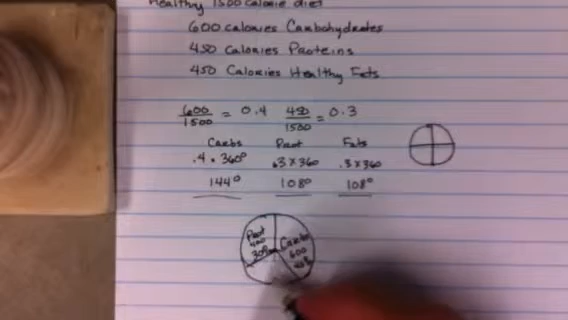 Healthy 1500 calorie diet
600 calories Carbohydrates
450 Calories Proteins
450 Calories Healthy Fats
600/1500 = 0.4 450/1500 = 0.3
Carbs Prot Fats
.4 · 360° .3 x 360 .3 x 360
144° 108° 108°
Prot Carbs
600
30%